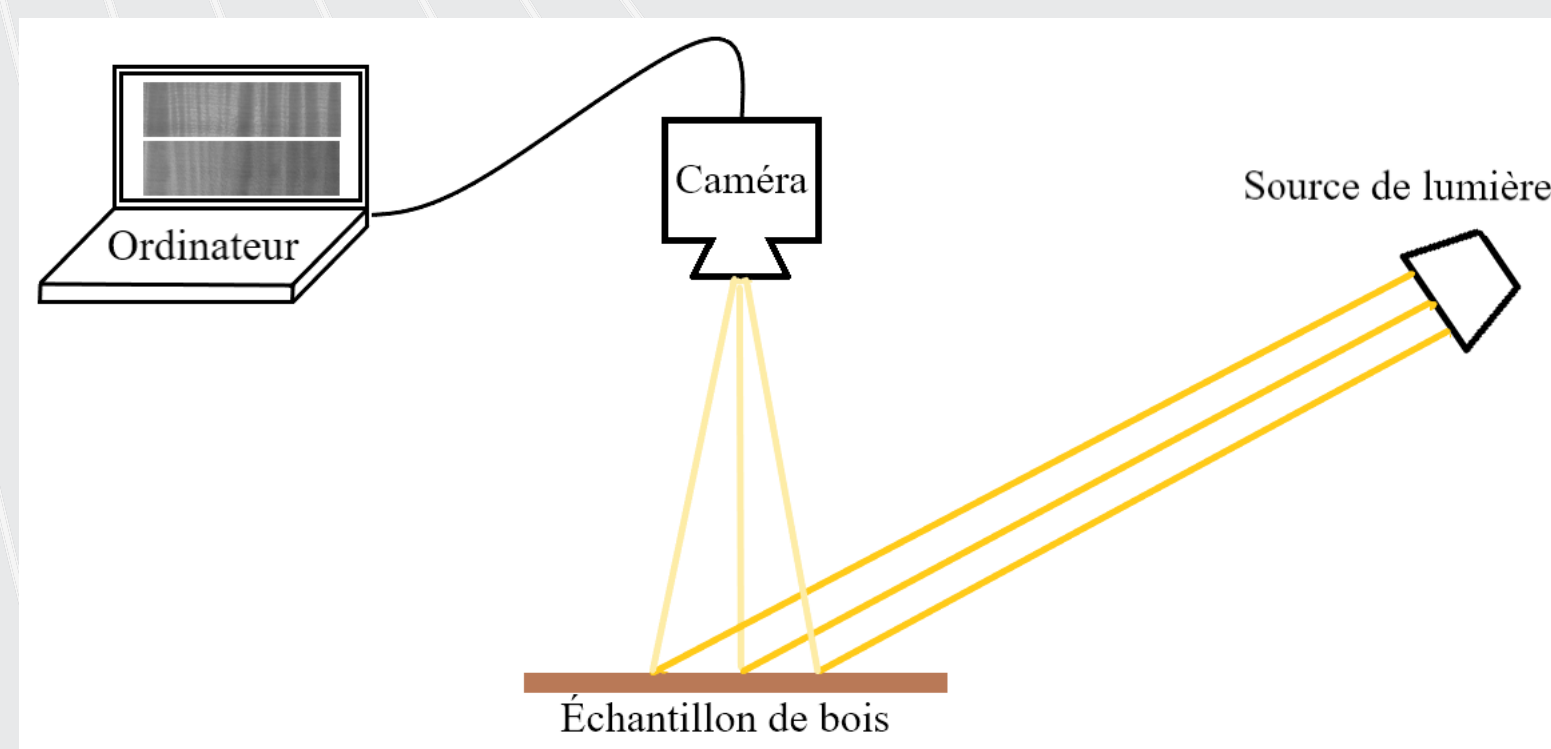 Caméra
Source de lumière
Ordinateur
Échantillon de bois